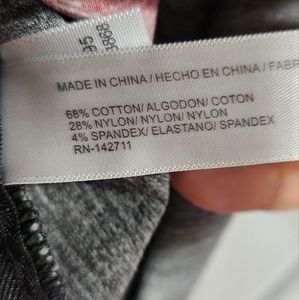 MADE IN CHINA/ HECHO EN CHINA/ FABR
68% COTTON/ ALGODON/ COTON
28% NYLON/ NYLON/ NYLON
4% SPANDEX/ ELASTANO/ SPANDEX
RN-142711